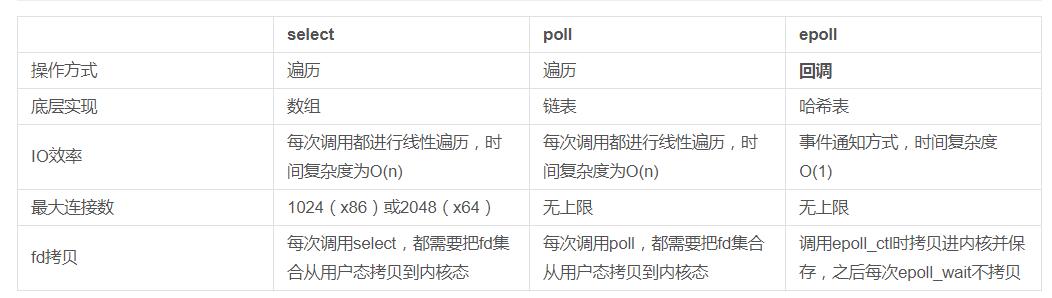 select poll epoll
操作方式 遍历 遍历 回调
底层实现 数组 链表 哈希表
IO效率
每次调用都进行线性遍历，时
间复杂度为O(n)
每次调用都进行线性遍历，时
间复杂度为O(n)
事件通知方式，时间复杂度
O(1)
最大连接数 1024（x86）或2048（x64） 无上限 无上限
fd拷贝
每次调用select，都需要把fd集
合从用户态拷贝到内核态
每次调用poll，都需要把fd集合
从用户态拷贝到内核态
调用epoll_ctl时拷贝进内核并保
存，之后每次epoll_wait不拷贝